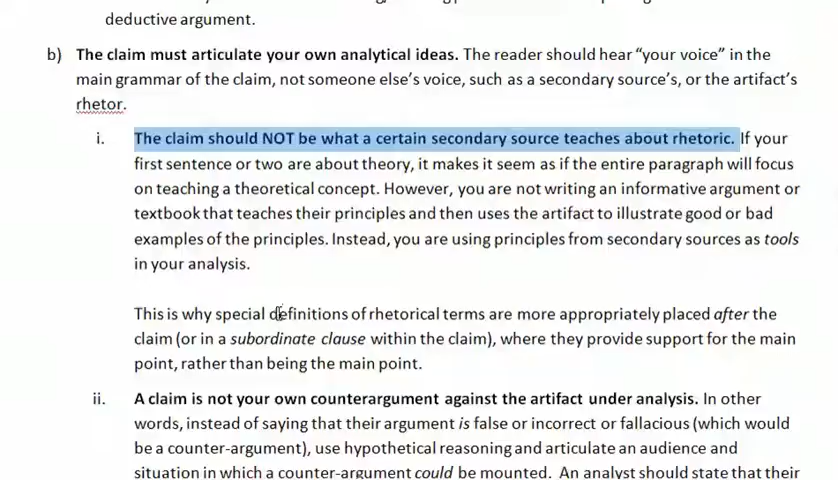 deductive argument.
b) The claim must articulate your own analytical ideas. The reader should hear “your voice” in the
main grammar of the claim, not someone else’s voice, such as a secondary source’s, or the artifact’s
rhetor.
i. The claim should NOT be what a certain secondary source teaches about rhetoric. If your
first sentence or two are about theory, it makes it seem as if the entire paragraph will focus
on teaching a theoretical concept. However, you are not writing an informative argument or
textbook that teaches their principles and then uses the artifact to illustrate good or bad
examples of the principles. Instead, you are using principles from secondary sources as tools
in your analysis.
This is why special definitions of rhetorical terms are more appropriately placed after the
claim (or in a subordinate clause within the claim), where they provide support for the main
point, rather than being the main point.
ii. A claim is not your own counterargument against the artifact under analysis. In other
words, instead of saying that their argument is false or incorrect or fallacious (which would
be a counter-argument), use hypothetical reasoning and articulate an audience and
situation in which a counter-argument could be mounted. An analyst should state that their